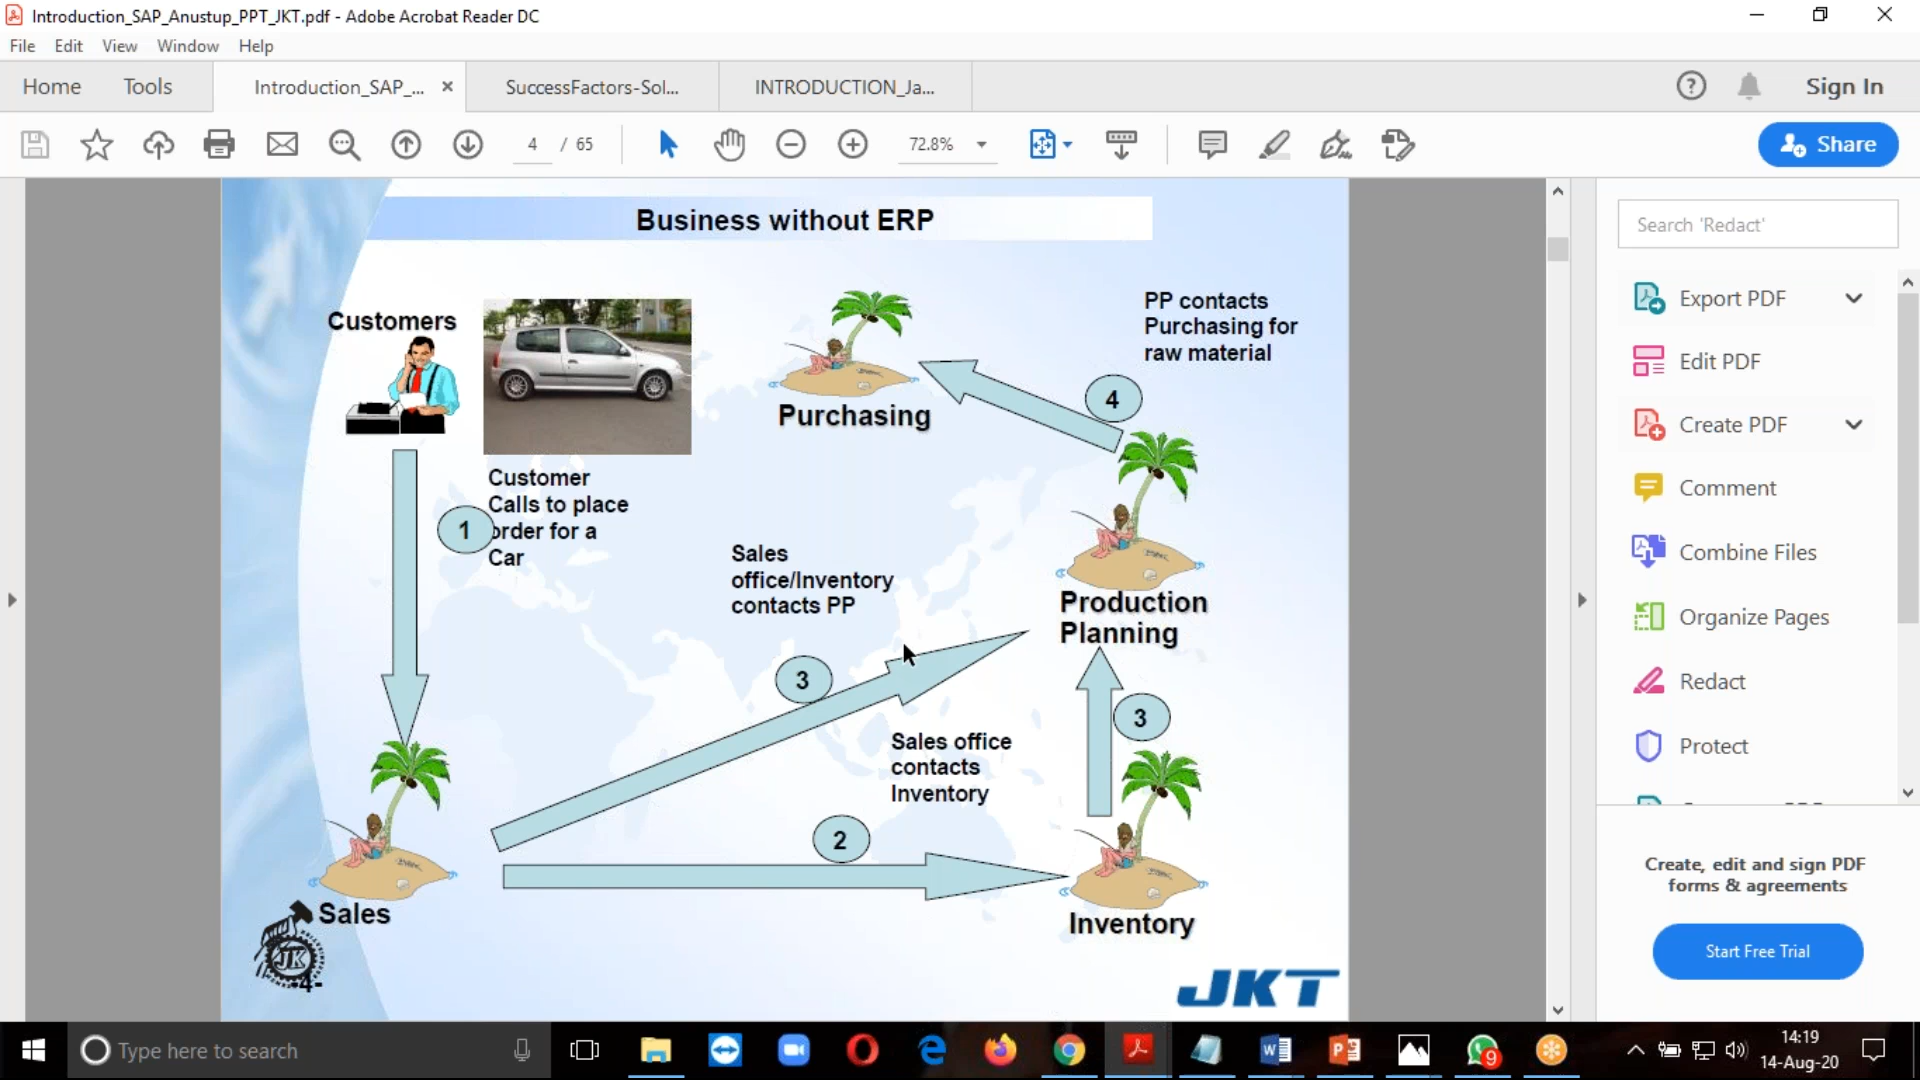 Introduction_SAP_Anustup_PPT_JKT.pdf - Adobe Acrobat Reader DC
File Edit View Window Help
Home Tools Introduction_SAP_... × SuccessFactors-Sol... INTRODUCTION_Ja... Sign In
4 / 65 72.8% Share
Business without ERP
Customers
Customer
Calls to place
order for a
Car
1
Purchasing
PP contacts
Purchasing for
raw material
4
Sales
office/Inventory
contacts PP
Production
Planning
3
3
Sales office
contacts
Inventory
2
Sales
Inventory
JK
-4-
JKT
Search 'Redact'
Export PDF
Edit PDF
Create PDF
Comment
Combine Files
Organize Pages
Redact
Protect
Create, edit and sign PDF
forms & agreements
Start Free Trial
Type here to search
9
14:19
14-Aug-20